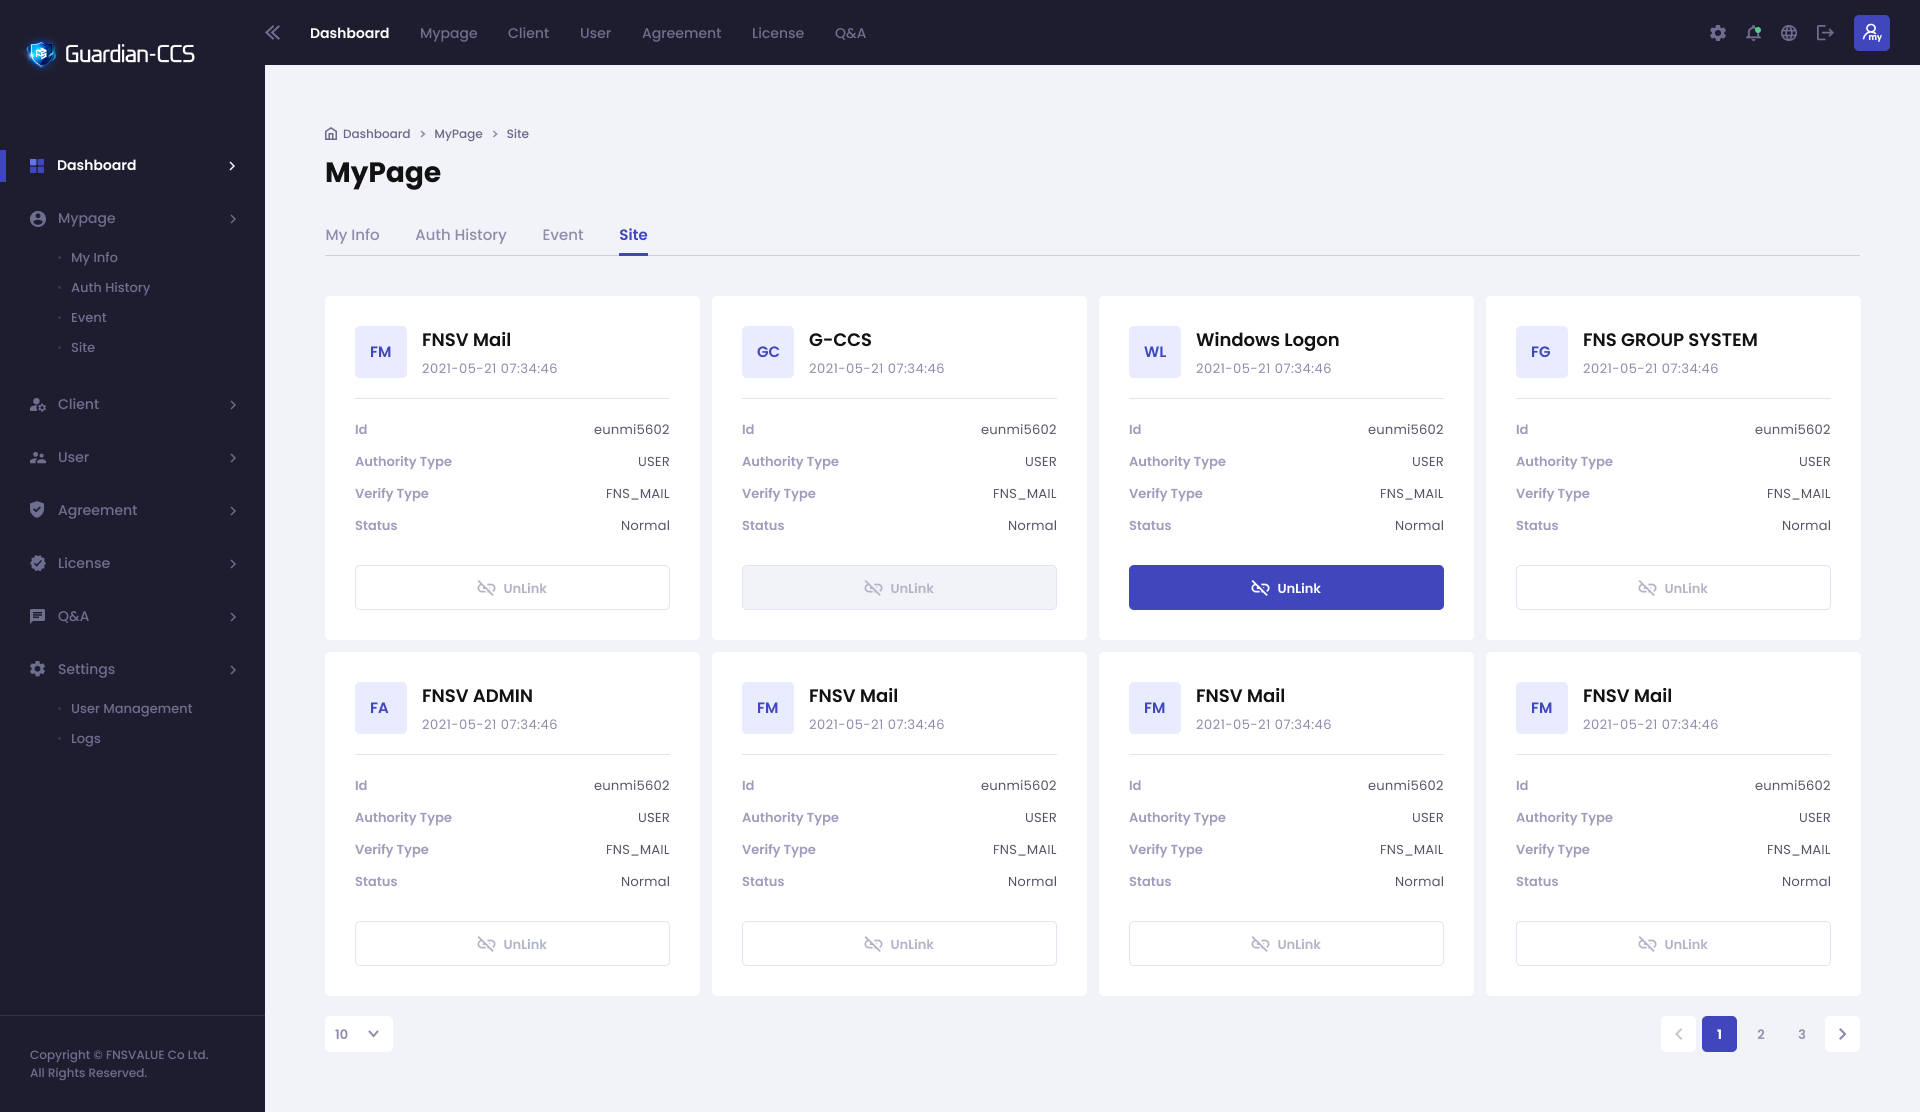 Guardian-CCS
Dashboard Mypage Client User Agreement License Q&A
my
Dashboard
Mypage
My Info
Auth History
Event
Site
Client
User
Agreement
License
Q&A
Settings
User Management
Logs
Copyright © FNSVALUE Co Ltd.
All Rights Reserved.
Dashboard > MyPage > Site
MyPage
My Info Auth History Event Site
FM
FNSV Mail
2021-05-21 07:34:46
Id eunmi5602
Authority Type USER
Verify Type FNS_MAIL
Status Normal
UnLink
GC
G-CCS
2021-05-21 07:34:46
Id eunmi5602
Authority Type USER
Verify Type FNS_MAIL
Status Normal
UnLink
WL
Windows Logon
2021-05-21 07:34:46
Id eunmi5602
Authority Type USER
Verify Type FNS_MAIL
Status Normal
UnLink
FG
FNS GROUP SYSTEM
2021-05-21 07:34:46
Id eunmi5602
Authority Type USER
Verify Type FNS_MAIL
Status Normal
UnLink
FA
FNSV ADMIN
2021-05-21 07:34:46
Id eunmi5602
Authority Type USER
Verify Type FNS_MAIL
Status Normal
UnLink
FM
FNSV Mail
2021-05-21 07:34:46
Id eunmi5602
Authority Type USER
Verify Type FNS_MAIL
Status Normal
UnLink
FM
FNSV Mail
2021-05-21 07:34:46
Id eunmi5602
Authority Type USER
Verify Type FNS_MAIL
Status Normal
UnLink
FM
FNSV Mail
2021-05-21 07:34:46
Id eunmi5602
Authority Type USER
Verify Type FNS_MAIL
Status Normal
UnLink
10
1 2 3